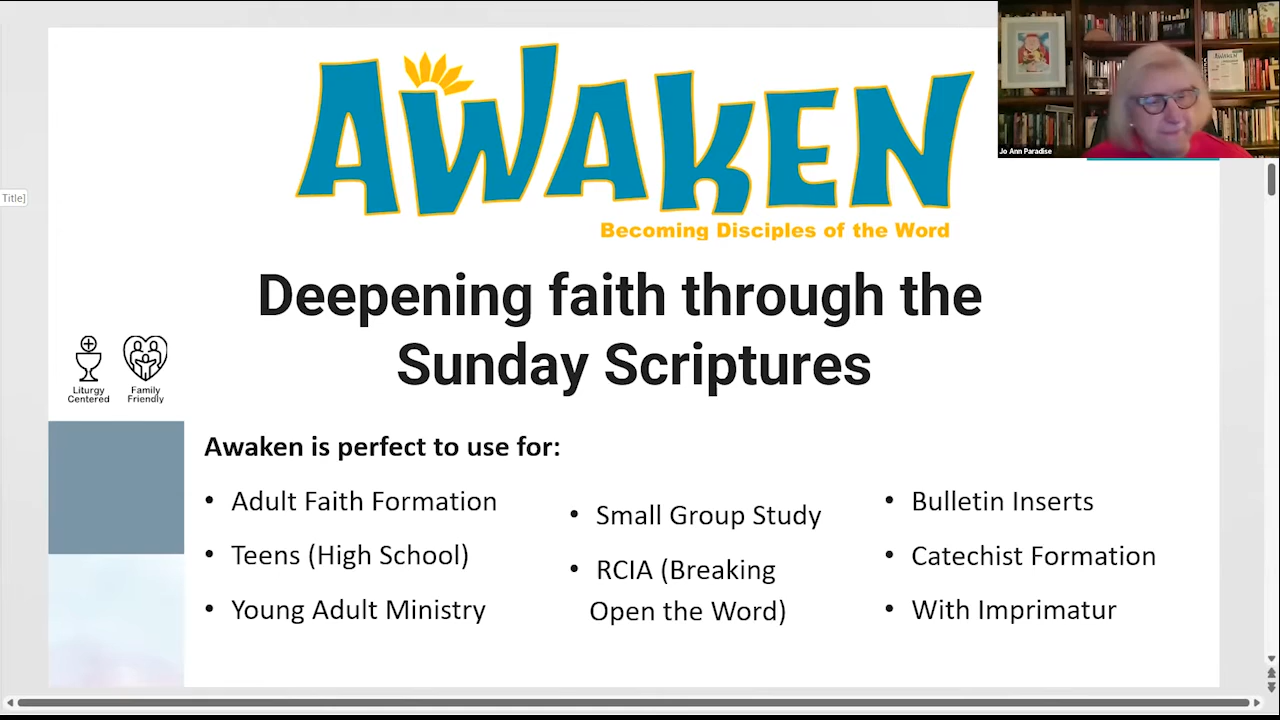 AWAKEN
Becoming Disciples of the Word
Jo Ann Paradise
Title]
Deepening faith through the
Sunday Scriptures
Liturgy
Centered
Family
Friendly
Awaken is perfect to use for:
• Adult Faith Formation
• Teens (High School)
• Young Adult Ministry
• Small Group Study
• RCIA (Breaking
Open the Word)
• Bulletin Inserts
• Catechist Formation
• With Imprimatur